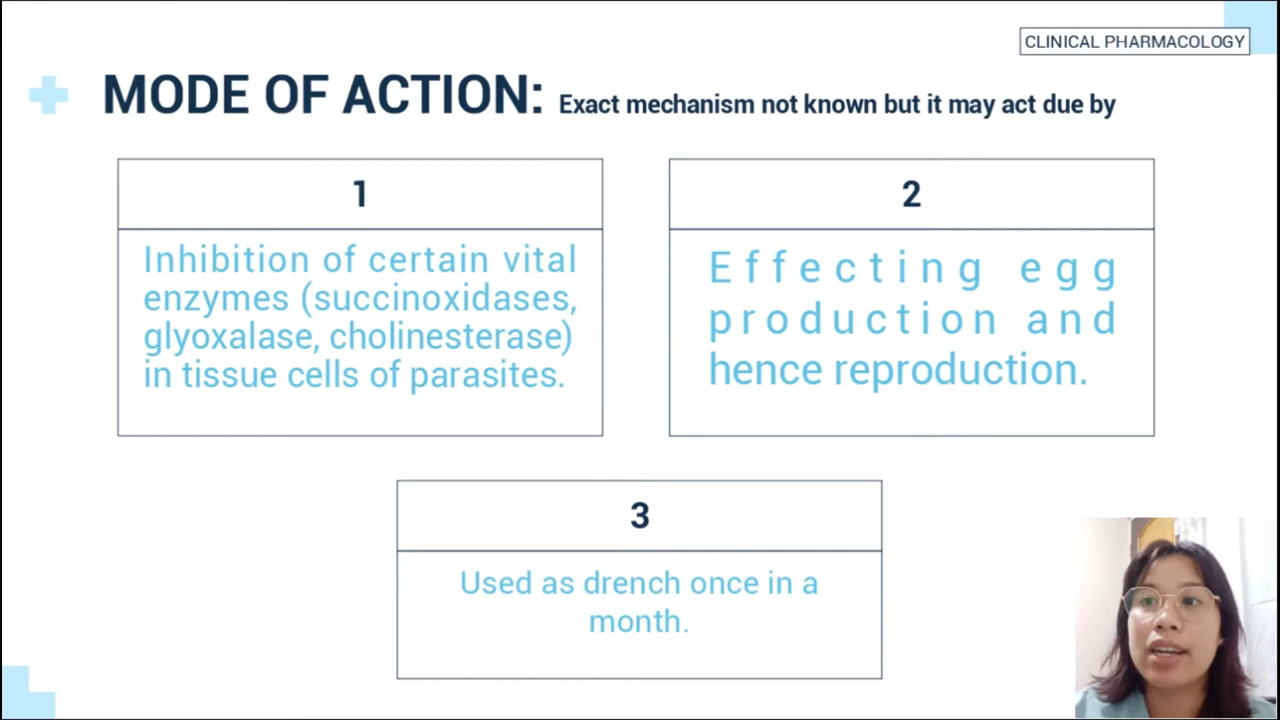 CLINICAL PHARMACOLOGY
MODE OF ACTION: Exact mechanism not known but it may act due by
1
Inhibition of certain vital
enzymes (succinoxidases,
glyoxalase, cholinesterase)
in tissue cells of parasites.
2
Effecting egg
production and
hence reproduction.
3
Used as drench once in a
month.